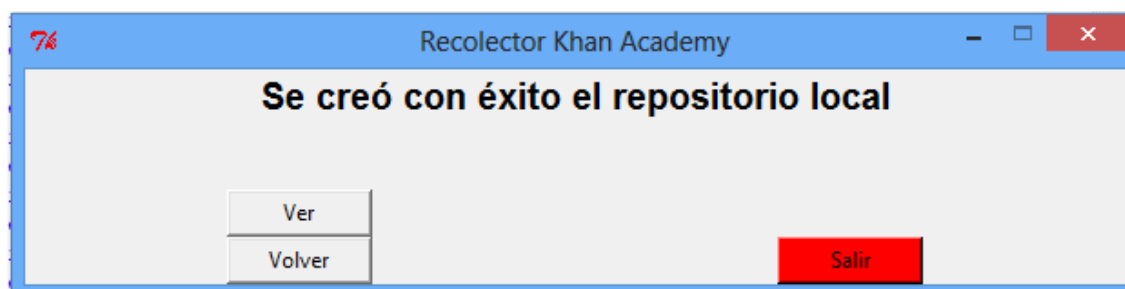 Recolector Khan Academy
Se creó con éxito el repositorio local
Ver
Volver
Salir